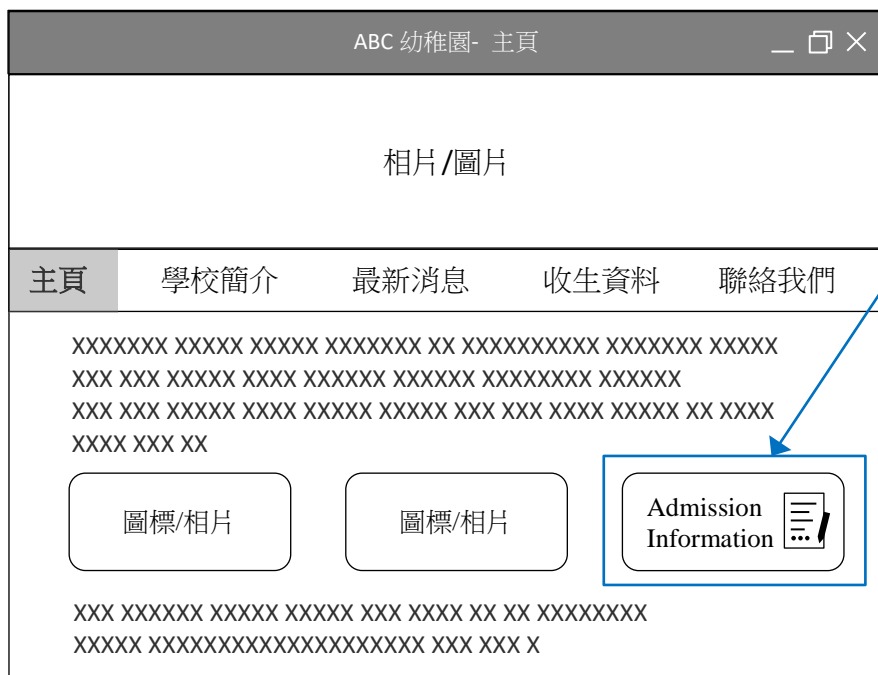 ABC 幼稚園- 主頁
相片/圖片
主頁 學校簡介 最新消息 收生資料 聯絡我們
XXXXXXX XXXXX XXXXX XXXXXXX XX XXXXXXXXXX XXXXXXX XXXXX
XXX XXX XXXXX XXXX XXXXXX XXXXXX XXXXXXXX XXXXXX
XXX XXX XXXXX XXXX XXXXX XXXXX XXX XXX XXXX XXXXX XX XXXX
XXXX XXX XX
圖標/相片
圖標/相片
Admission
Information
XXX XXXXXX XXXXX XXXXX XXX XXXX XX XX XXXXXXXX
XXXXX XXXXXXXXXXXXXXXXXXXX XXX XXX X